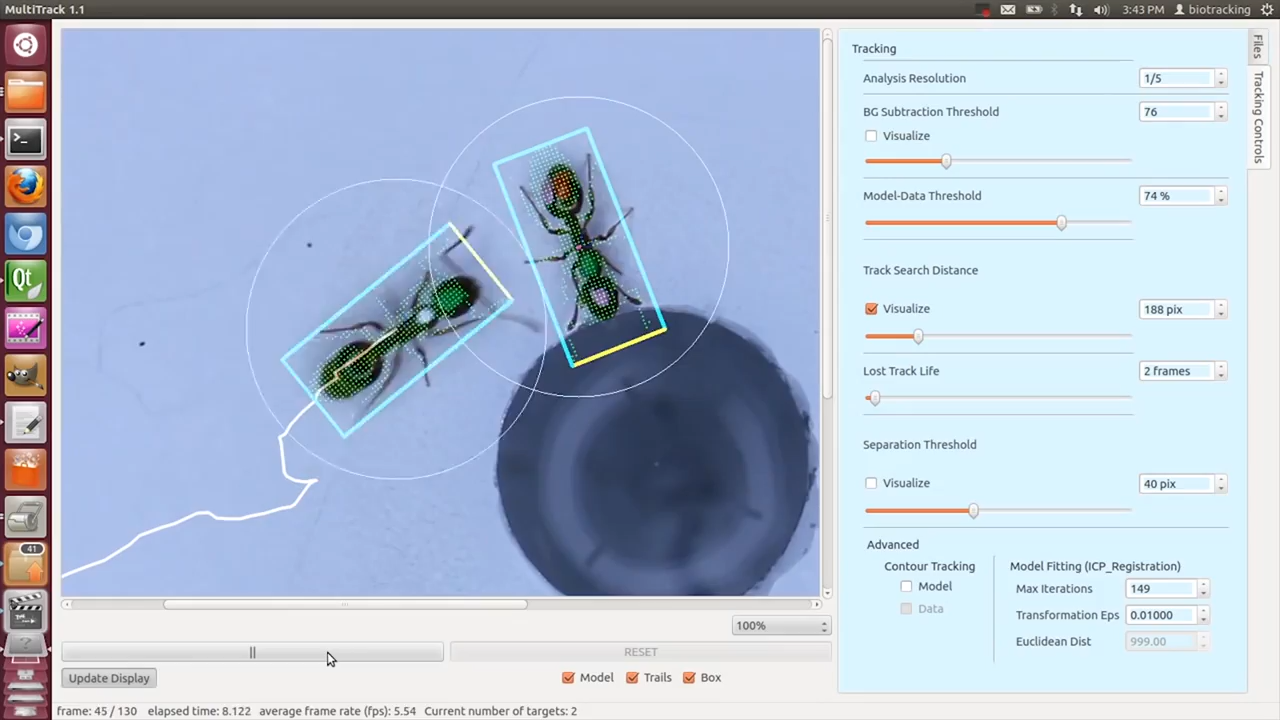 MultiTrack 1.1
3:43 PM biotracking
Files
Tracking Controls
Tracking
Analysis Resolution 1/5
BG Subtraction Threshold 76
Visualize
Model-Data Threshold 74 %
Track Search Distance
Visualize 188 pix
Lost Track Life 2 frames
Separation Threshold
Visualize 40 pix
Advanced
Contour Tracking Model Fitting (ICP_Registration)
Model Max Iterations 149
Data Transformation Eps 0.01000
Euclidean Dist 999.00
Qt
41
100%
RESET
Update Display Model Trails Box
frame: 45 / 130 elapsed time: 8.122 average frame rate (fps): 5.54 Current number of targets: 2